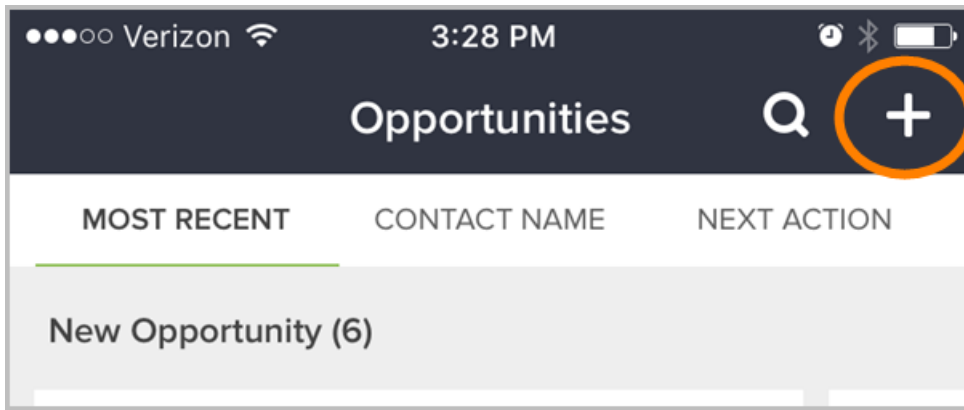 Verizon 3:28 PM
Opportunities
MOST RECENT CONTACT NAME NEXT ACTION
New Opportunity (6)